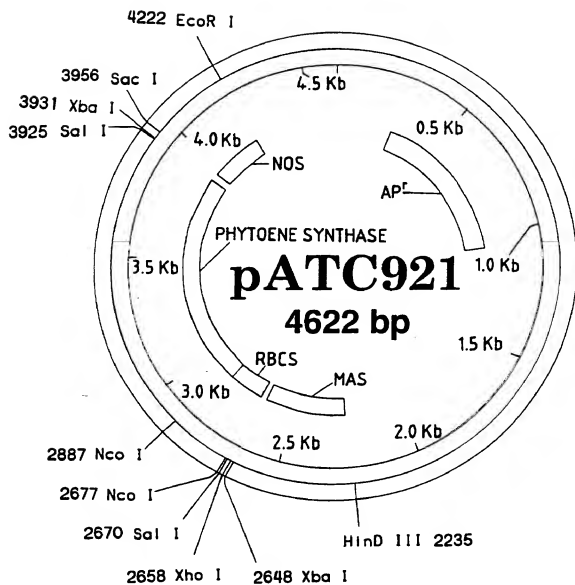 4222 EcoR I
3956 Sac I
3931 Xba I
3925 Sal I
4.5 Kb
0.5 Kb
4.0 Kb
NOS
APr
PHYTOENE SYNTHASE
pATC921
4622 bp
3.5 Kb
1.0 Kb
1.5 Kb
RBCS
MAS
3.0 Kb
2.5 Kb
2.0 Kb
2887 Nco I
2677 Nco I
2670 Sal I
HinD III 2235
2658 Xho I
2648 Xba I